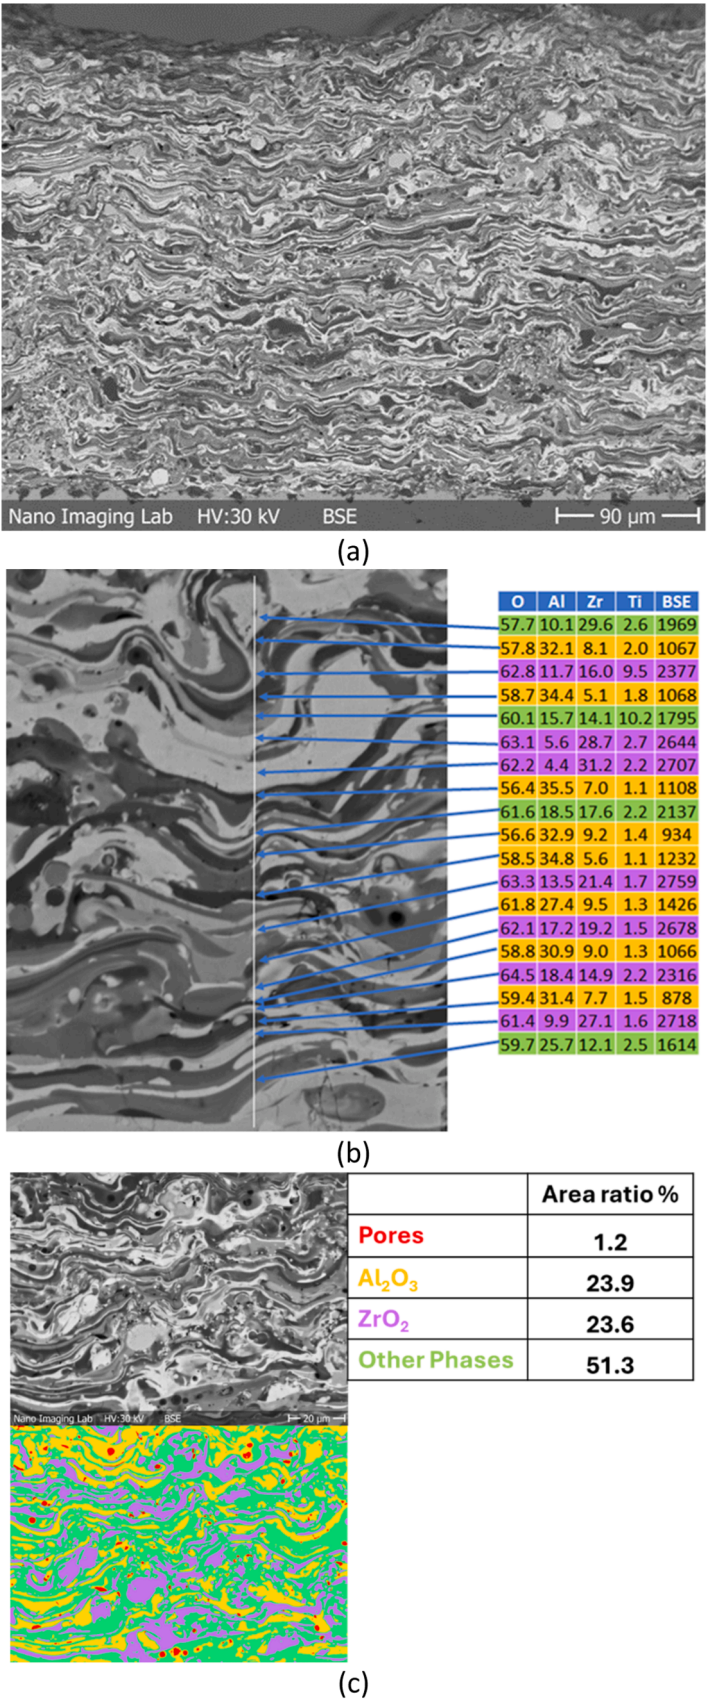 Nano Imaging Lab HV:30 kV BSE 90 µm
(a)
O Al Zr Ti BSE
57.7 10.1 29.6 2.6 1969
57.8 32.1 8.1 2.0 1067
62.8 11.7 16.0 9.5 2377
58.7 34.4 5.1 1.8 1068
60.1 15.7 14.1 10.2 1795
63.1 5.6 28.7 2.7 2644
62.2 4.4 31.2 2.2 2707
56.4 35.5 7.0 1.1 1108
61.6 18.5 17.6 2.2 2137
56.6 32.9 9.2 1.4 934
58.5 34.8 5.6 1.1 1232
63.3 13.5 21.4 1.7 2759
61.8 27.4 9.5 1.3 1426
62.1 17.2 19.2 1.5 2678
58.8 30.9 9.0 1.3 1066
64.5 18.4 14.9 2.2 2316
59.4 31.4 7.7 1.5 878
61.4 9.9 27.1 1.6 2718
59.7 25.7 12.1 2.5 1614
(b)
Area ratio %
Pores 1.2
Al₂O₃ 23.9
ZrO₂ 23.6
Other Phases 51.3
Nano Imaging Lab HV:30 kV BSE 20 µm
(c)